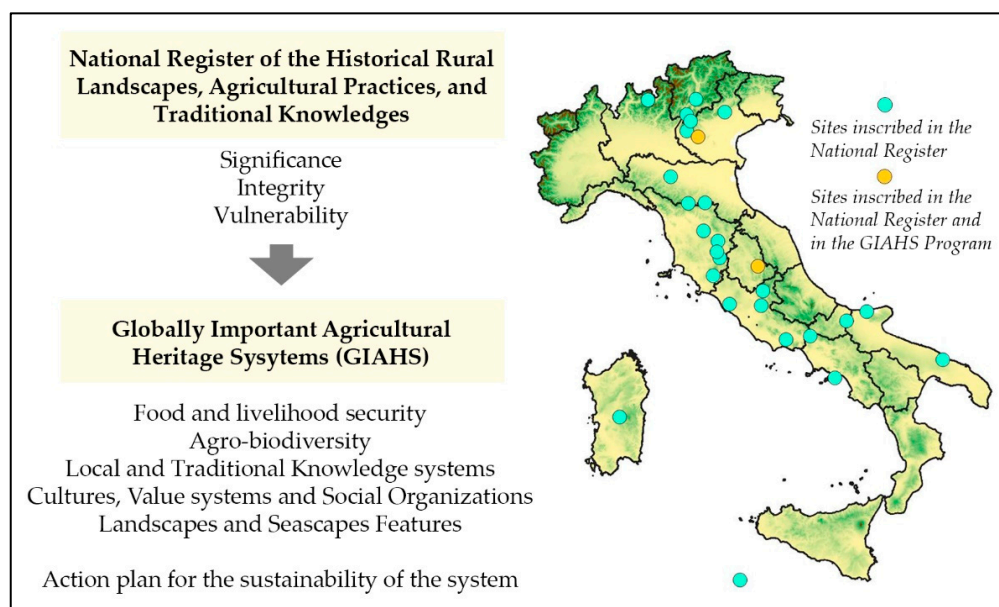 National Register of the Historical Rural
Landscapes, Agricultural Practices, and
Traditional Knowledges
Significance
Integrity
Vulnerability
Globally Important Agricultural
Heritage Sysytems (GIAHS)
Food and livelihood security
Agro-biodiversity
Local and Traditional Knowledge systems
Cultures, Value systems and Social Organizations
Landscapes and Seascapes Features
Action plan for the sustainability of the system
Sites inscribed in the
National Register
Sites inscribed in the
National Register and
in the GIAHS Program